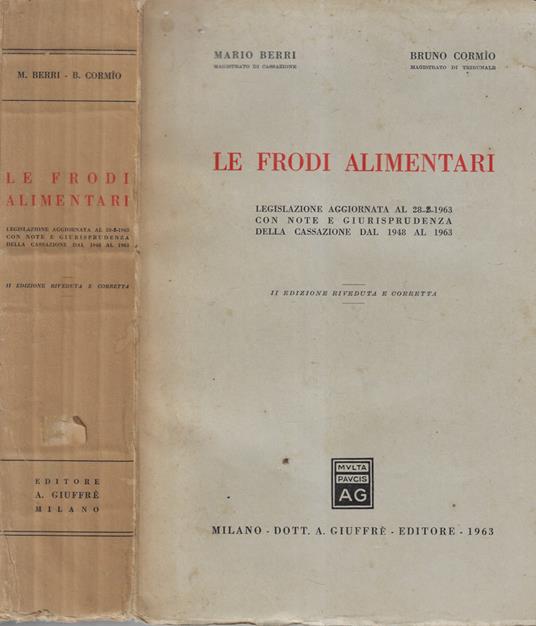 M. BERRI - B. CORMÌO
LE FRODI
ALIMENTARI
LEGISLAZIONE AGGIORNATA AL 28-2-1963
CON NOTE E GIURISPRUDENZA
DELLA CASSAZIONE DAL 1948 AL 1963
II EDIZIONE RIVEDUTA E CORRETTA
EDITORE
A. GIUFFRÈ
MILANO
MARIO BERRI
MAGISTRATO DI CASSAZIONE
BRUNO CORMÌO
MAGISTRATO DI TRIBUNALE
LE FRODI ALIMENTARI
LEGISLAZIONE AGGIORNATA AL 28-2-1963
CON NOTE E GIURISPRUDENZA
DELLA CASSAZIONE DAL 1948 AL 1963
II EDIZIONE RIVEDUTA E CORRETTA
MVLTA
PAVCIS
AG
MILANO - DOTT. A. GIUFFRÈ - EDITORE - 1963